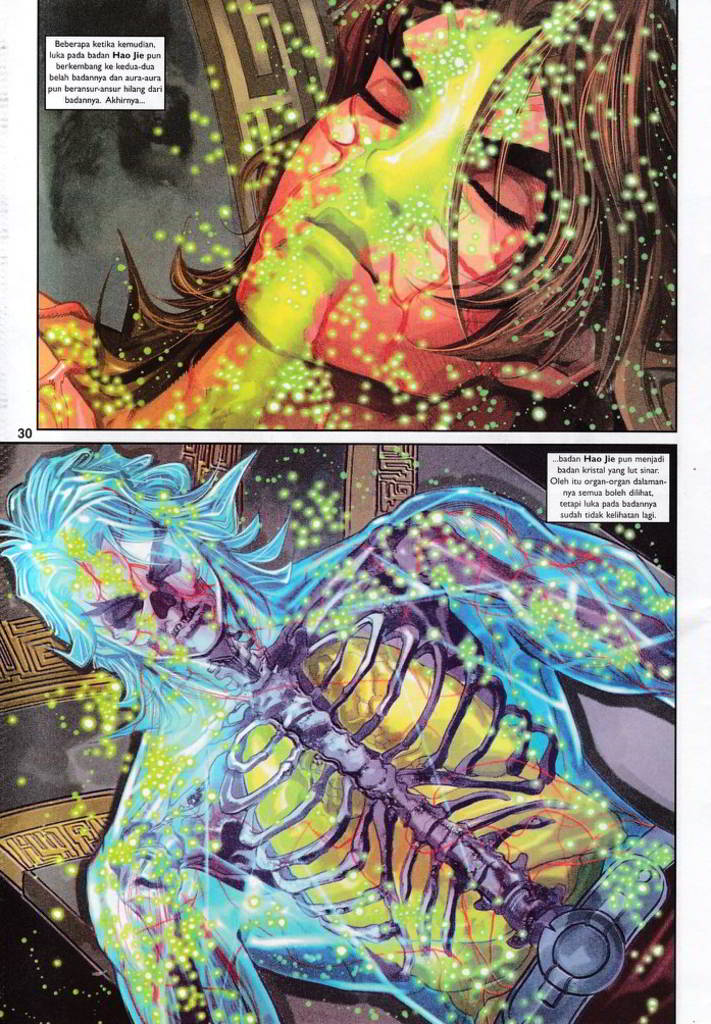 Beberapa ketika kemudian,
luka pada badan Hao Jie pun
berkembang ke kedua-dua
belah badannya dan aura-aura
pun beransur-ansur hilang dari
badannya. Akhirnya...
30
...badan Hao Jie pun menjadi
badan kristal yang lut sinar.
Oleh itu organ-organ dalaman-
nya semua boleh dilihat,
tetapi luka pada badannya
sudah tidak kelihatan lagi.